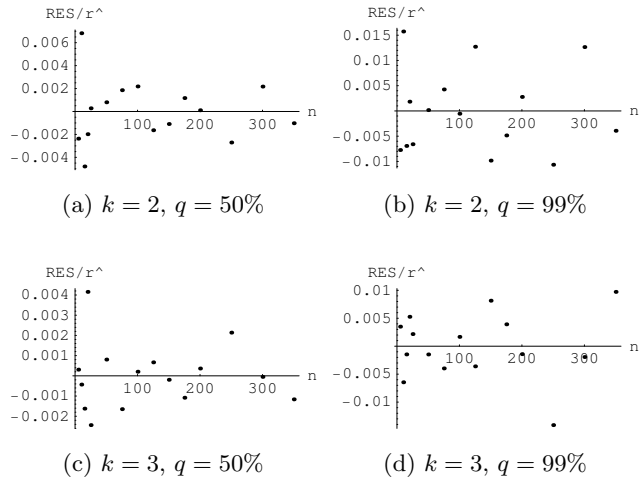 RES/r^ RES/r^
0.006 0.015
0.004 0.01
0.002 0.005
n n
100 200 300 100 200 300
−0.002 −0.005
−0.004 −0.01
(a) k = 2, q = 50% (b) k = 2, q = 99%
RES/r^ RES/r^
0.004 0.01
0.003 0.005
0.002
0.001
n n
100 200 300 100 200 300
−0.001 −0.005
−0.002 −0.01
(c) k = 3, q = 50% (d) k = 3, q = 99%